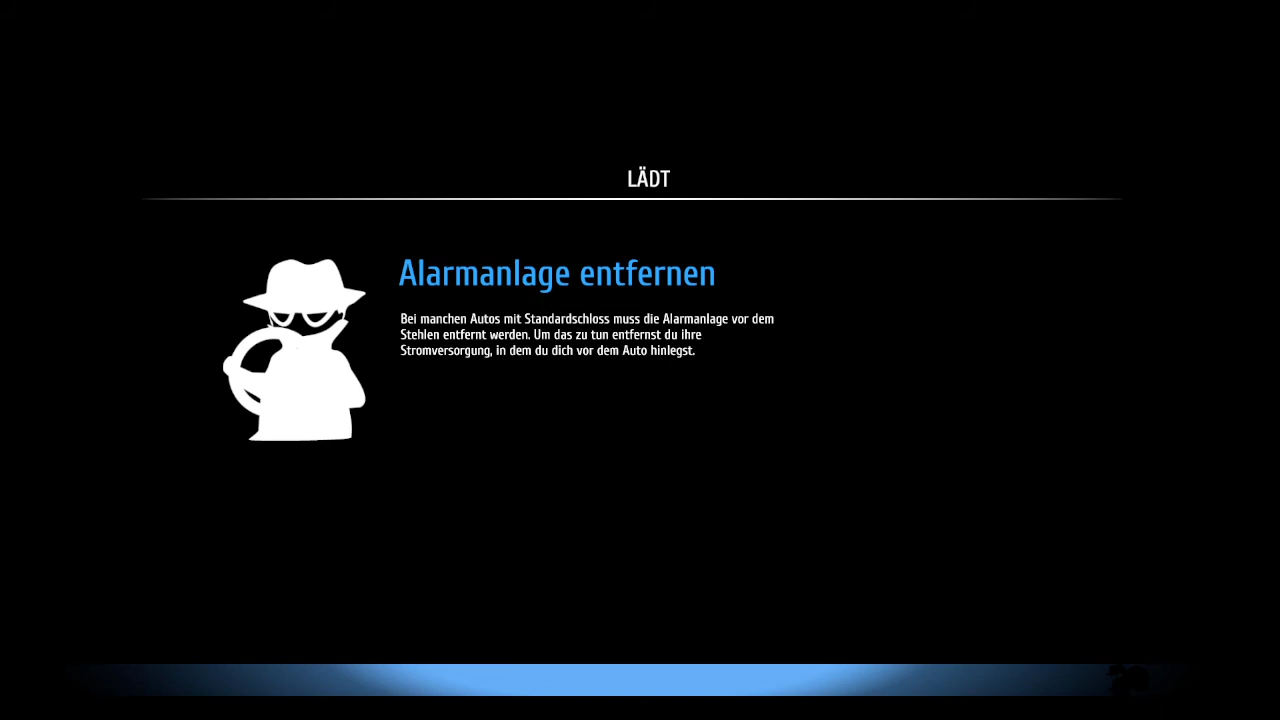 LÄDT
Alarmanlage entfernen
Bei manchen Autos mit Standardschloss muss die Alarmanlage vor dem
Stehlen entfernt werden. Um das zu tun entfernst du ihre
Stromversorgung, in dem du dich vor dem Auto hinlegst.